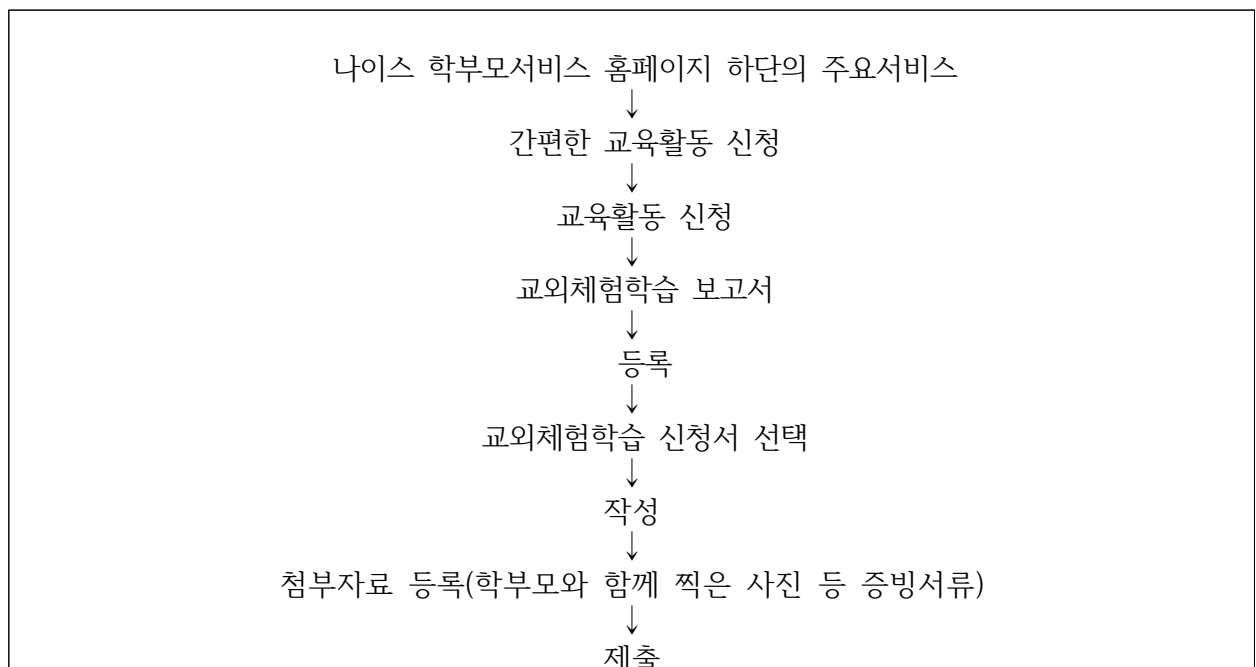 나이스 학부모서비스 홈페이지 하단의 주요서비스
↓
간편한 교육활동 신청
↓
교육활동 신청
↓
교외체험학습 보고서
↓
등록
↓
교외체험학습 신청서 선택
↓
작성
↓
첨부자료 등록(학부모와 함께 찍은 사진 등 증빙서류)
↓
제출